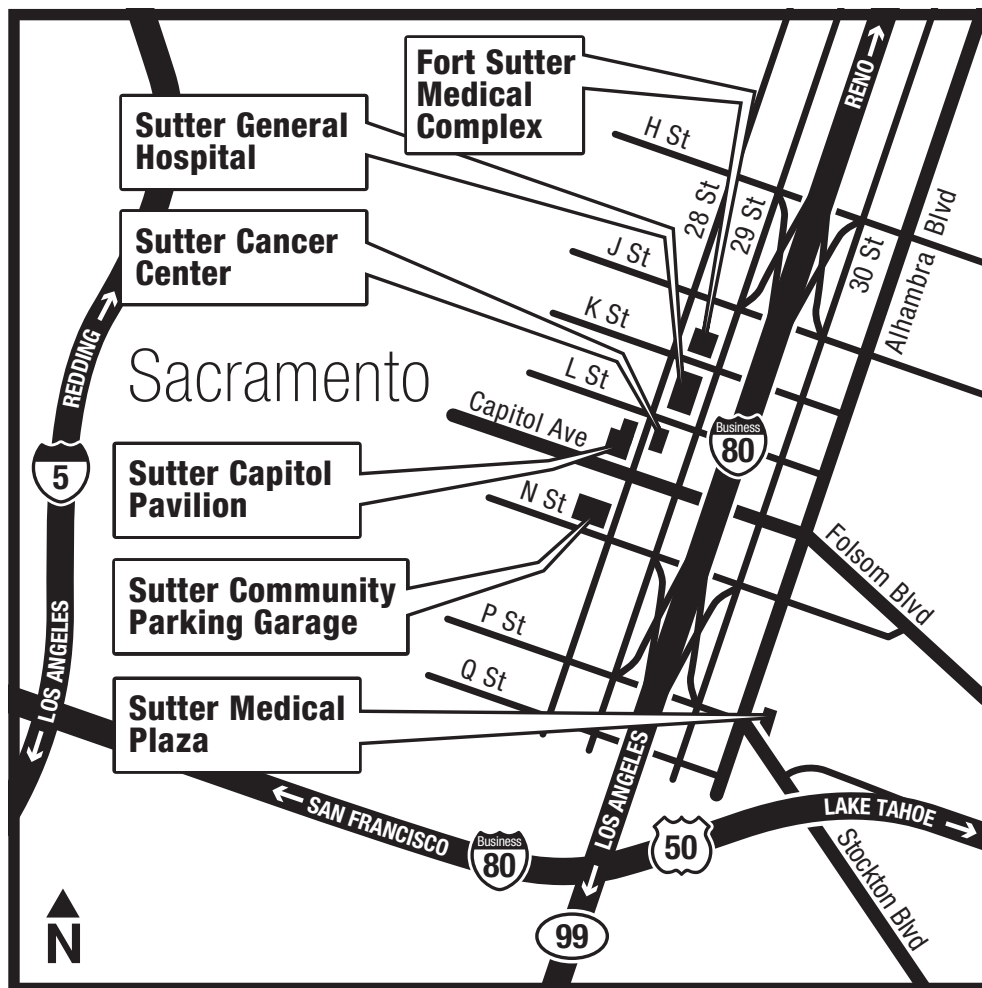 Fort Sutter
Medical
Complex
RENO
Sutter General
Hospital
H St
28 St
29 St
Alhambra Blvd
Sutter Cancer
Center
J St
30 St
K St
REDDING
Sacramento
L St
Capitol Ave
Business
80
5
Sutter Capitol
Pavilion
N St
Folsom Blvd
Sutter Community
Parking Garage
LOS ANGELES
P St
Q St
Sutter Medical
Plaza
LOS ANGELES
SAN FRANCISCO
LAKE TAHOE
Business
80
50
Stockton Blvd
N
99